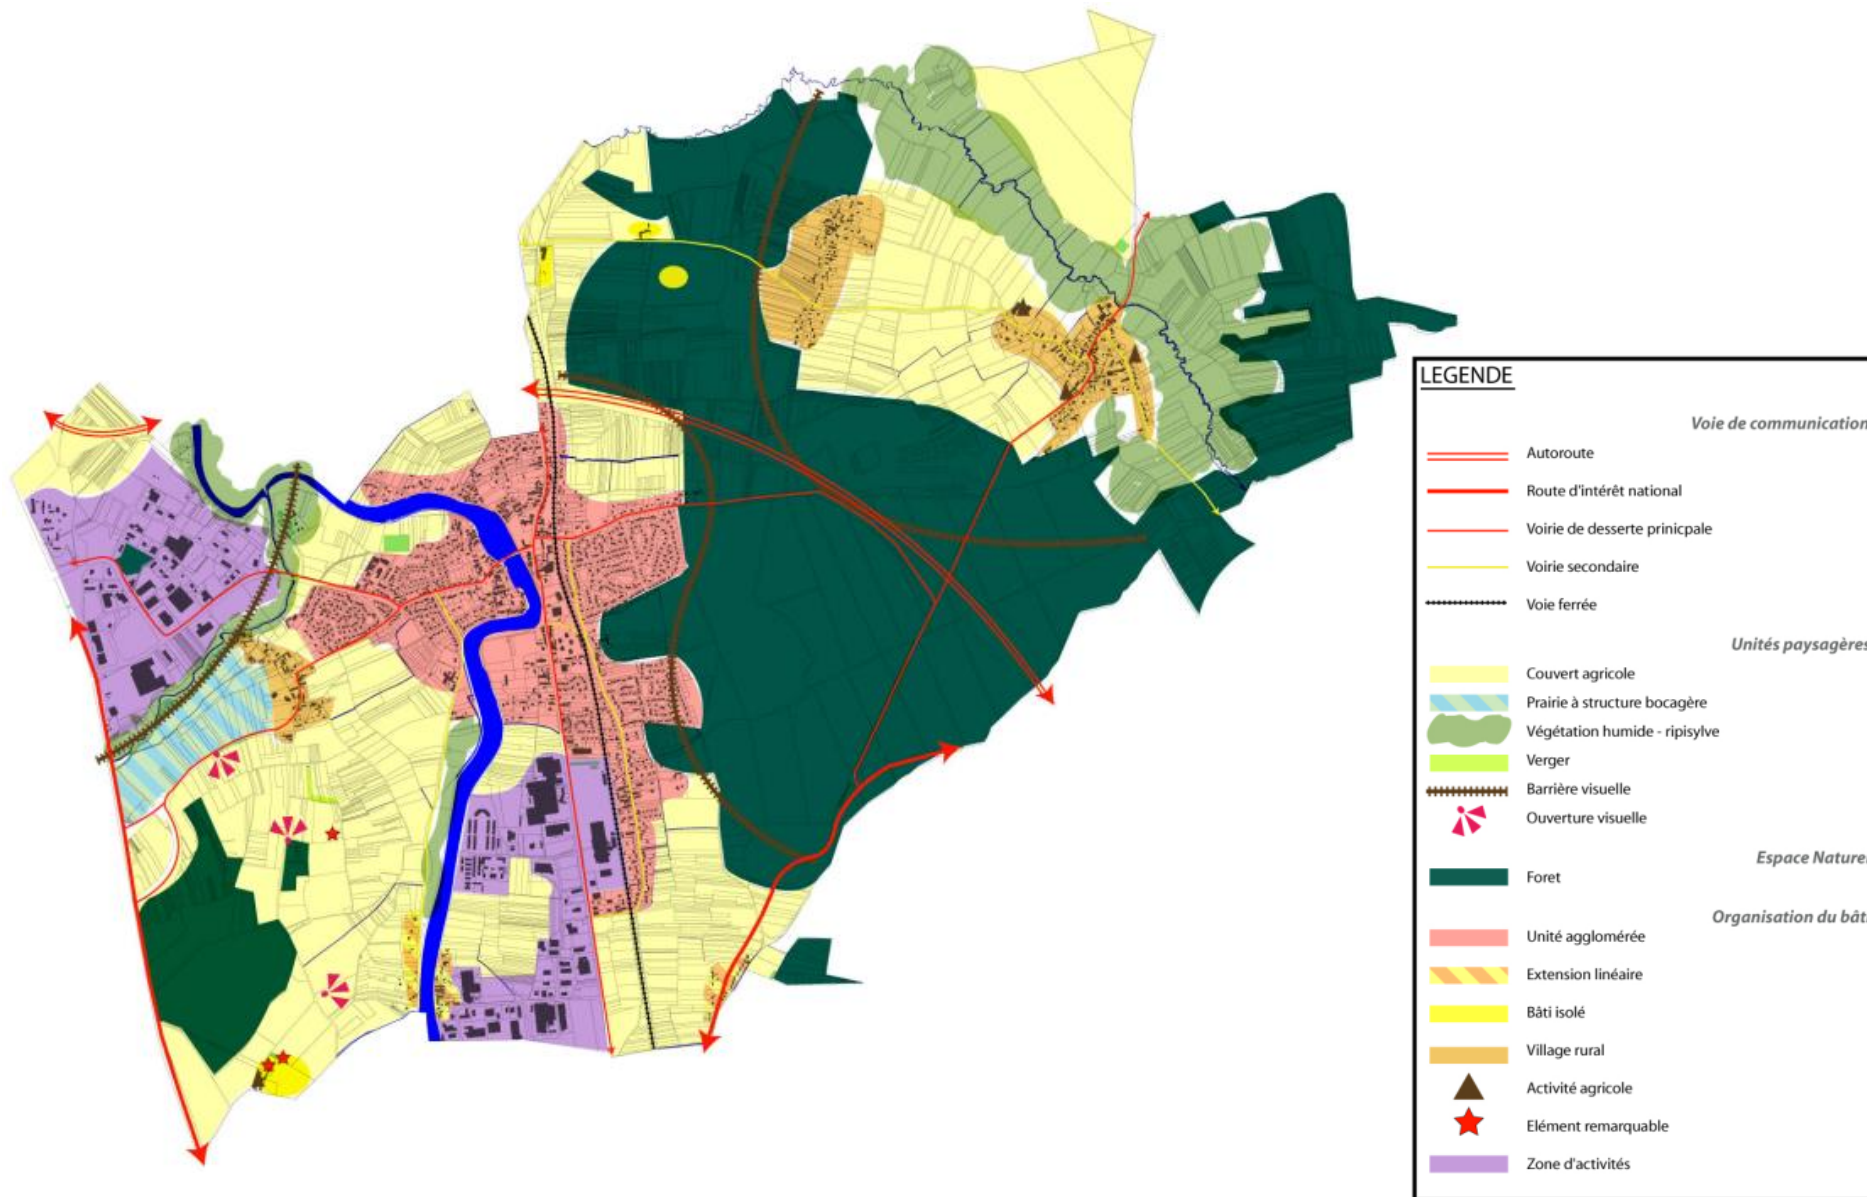 LEGENDE
Voie de communication
Autoroute
Route d'intérêt national
Voirie de desserte prinicpale
Voirie secondaire
Voie ferrée
Unités paysagères
Couvert agricole
Prairie à structure bocagère
Végétation humide - ripisylve
Verger
Barrière visuelle
Ouverture visuelle
Espace Nature
Foret
Organisation du bât
Unité agglomérée
Extension linéaire
Bâti isolé
Village rural
Activité agricole
Elément remarquable
Zone d'activités